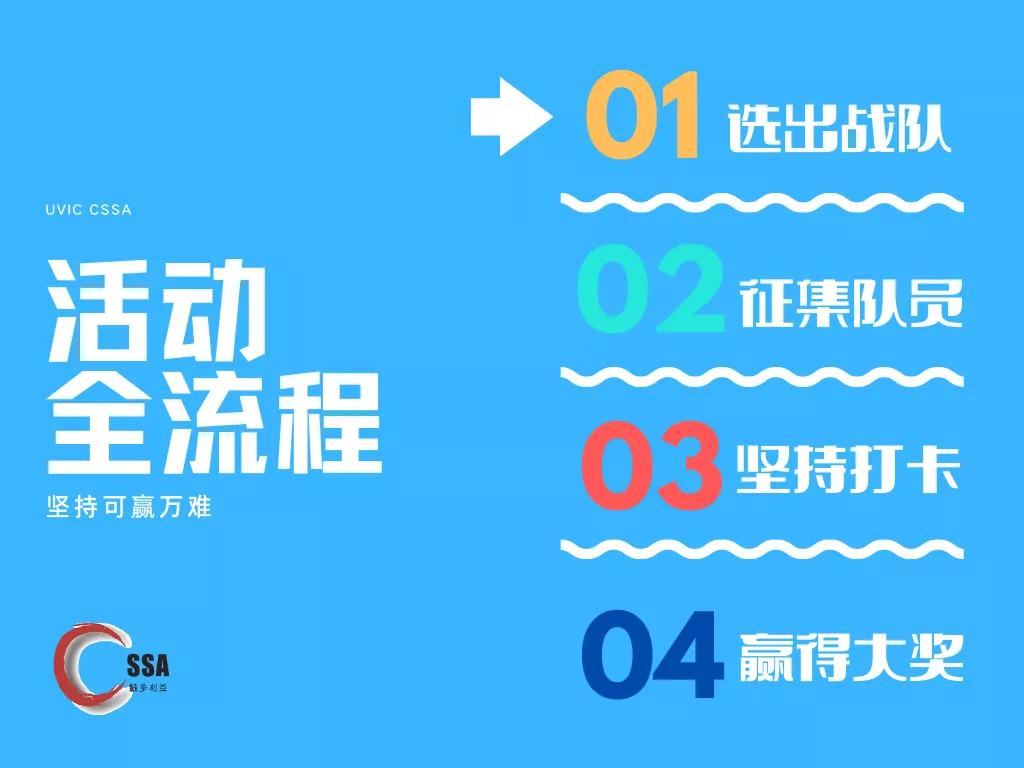 UVIC CSSA
活动
全流程
坚持可赢万难
01 选出战队
02 征集队员
03 坚持打卡
04 赢得大奖
CSSA
維多利亞